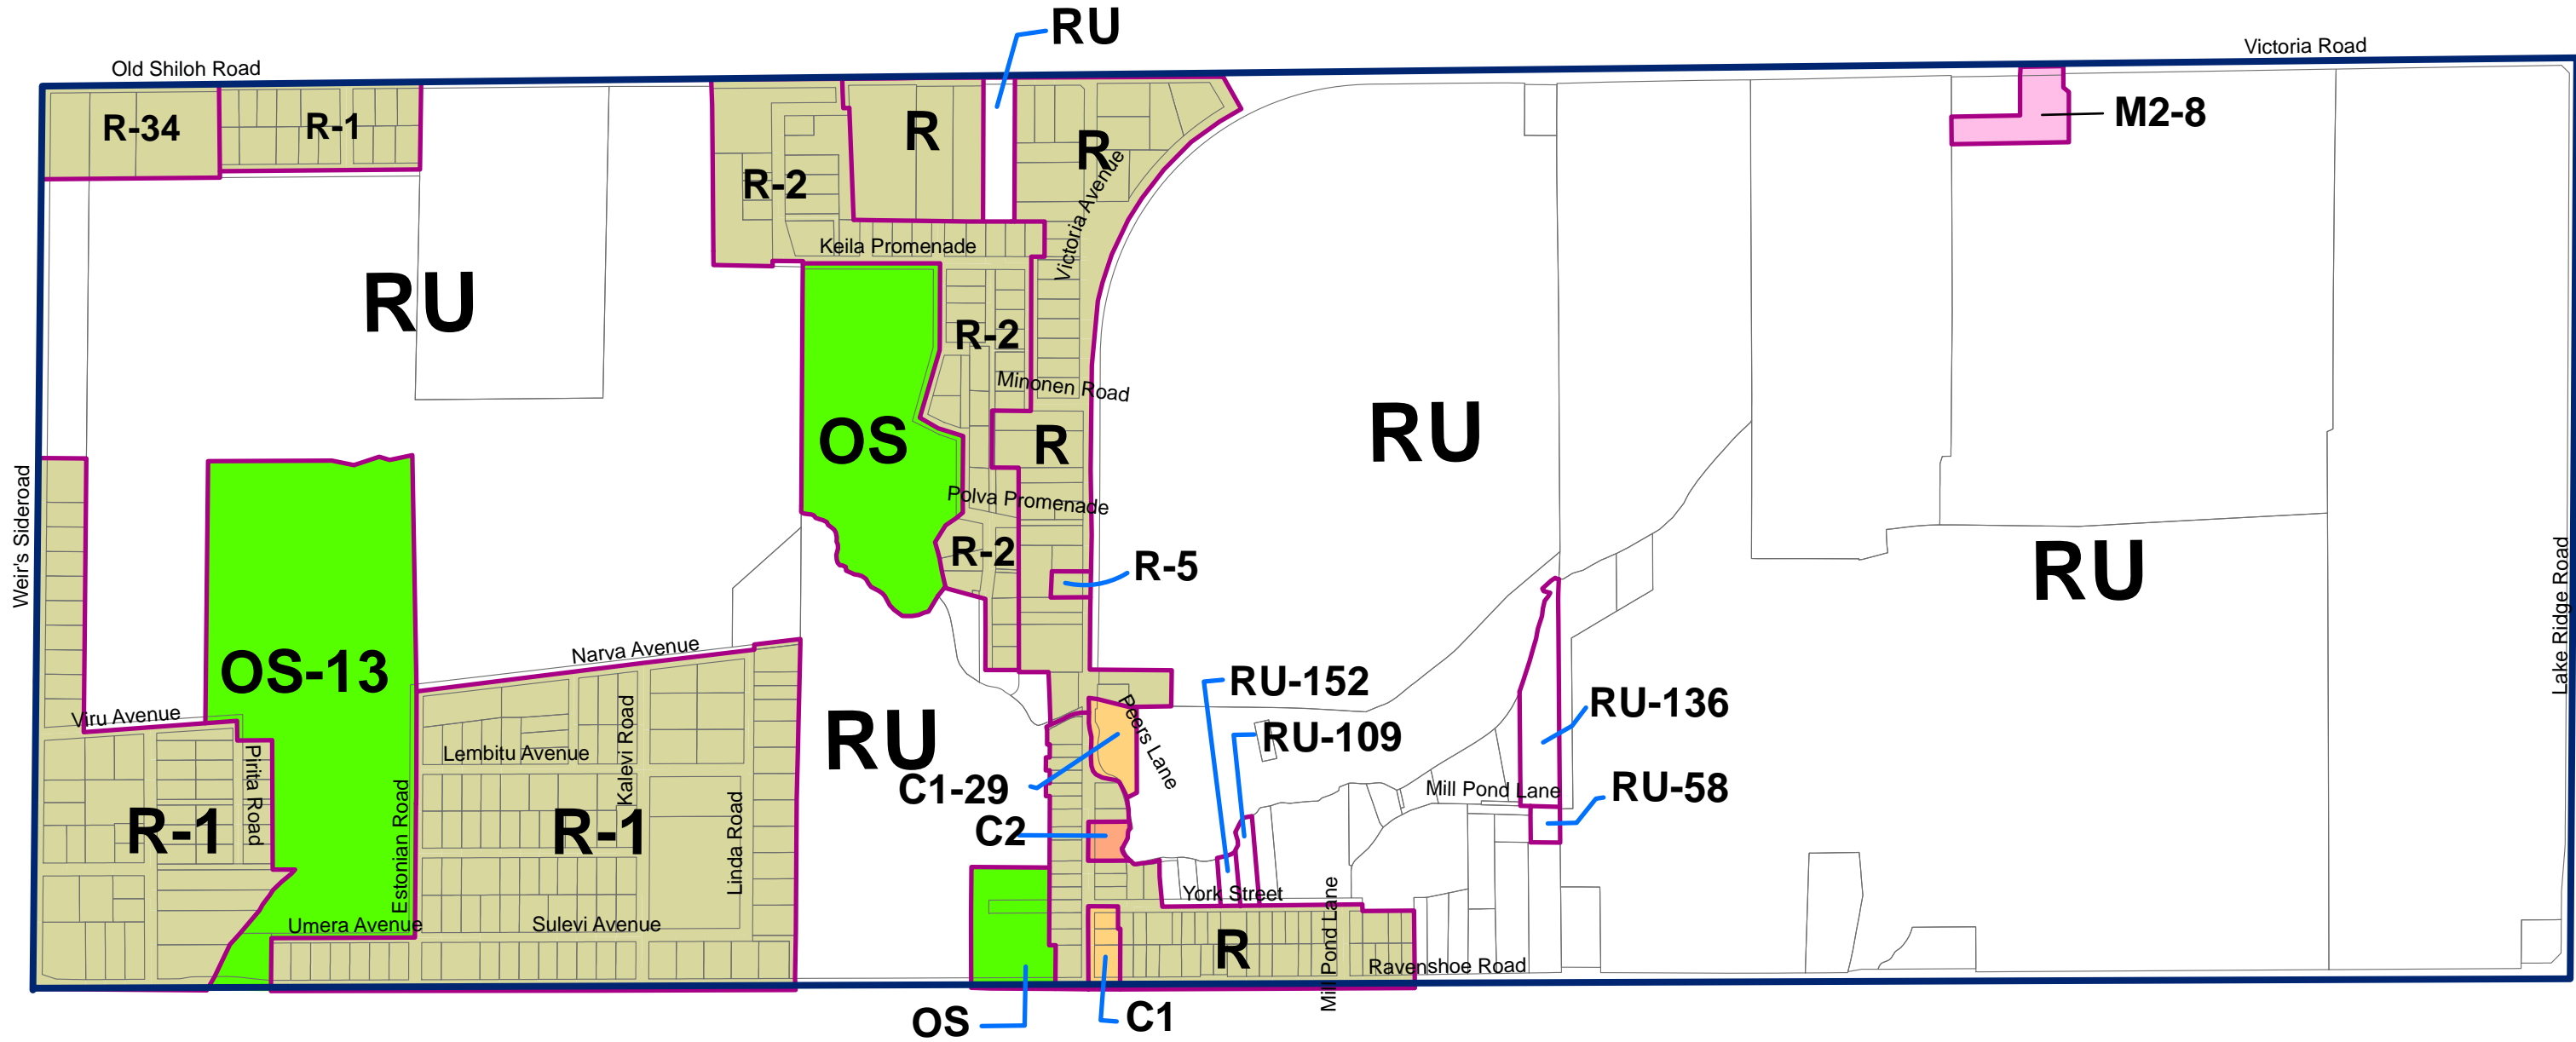 RU
Victoria Road
Old Shiloh Road
R-34
R-1
R-2
R
R
M2-8
Victoria Avenue
Keila Promenade
RU
R-2
Minonen Road
OS
R
RU
Weir's Sideroad
Polva Promenade
R-2
R-5
RU
Lake Ridge Road
OS-13
Narva Avenue
RU-152
RU-136
Viru Avenue
Pirita Road
Lembitu Avenue
Kalevi Road
RU
Peers Lane
RU-109
C1-29
Mill Pond Lane
RU-58
R-1
Estonian Road
R-1
Linda Road
C2
York Street
Umera Avenue
Sulevi Avenue
R
Mill Pond Lane
Ravenshoe Road
OS
C1